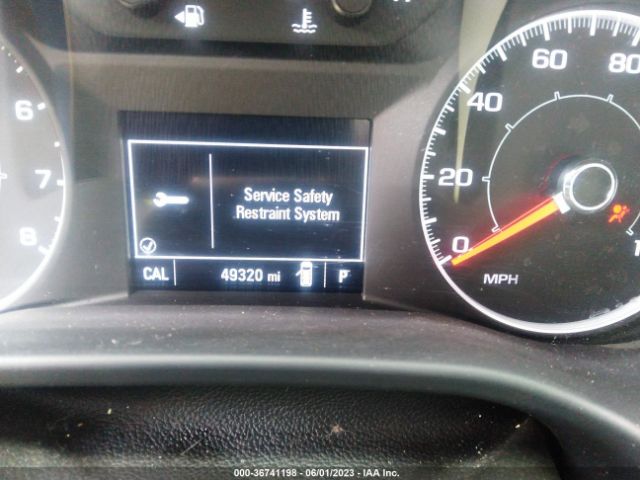 6
7
8
Service Safety
Restraint System
CAL
49320 mi
P
0
20
40
60
80
1
MPH
000-36741198 - 06/01/2023 - IAA Inc.